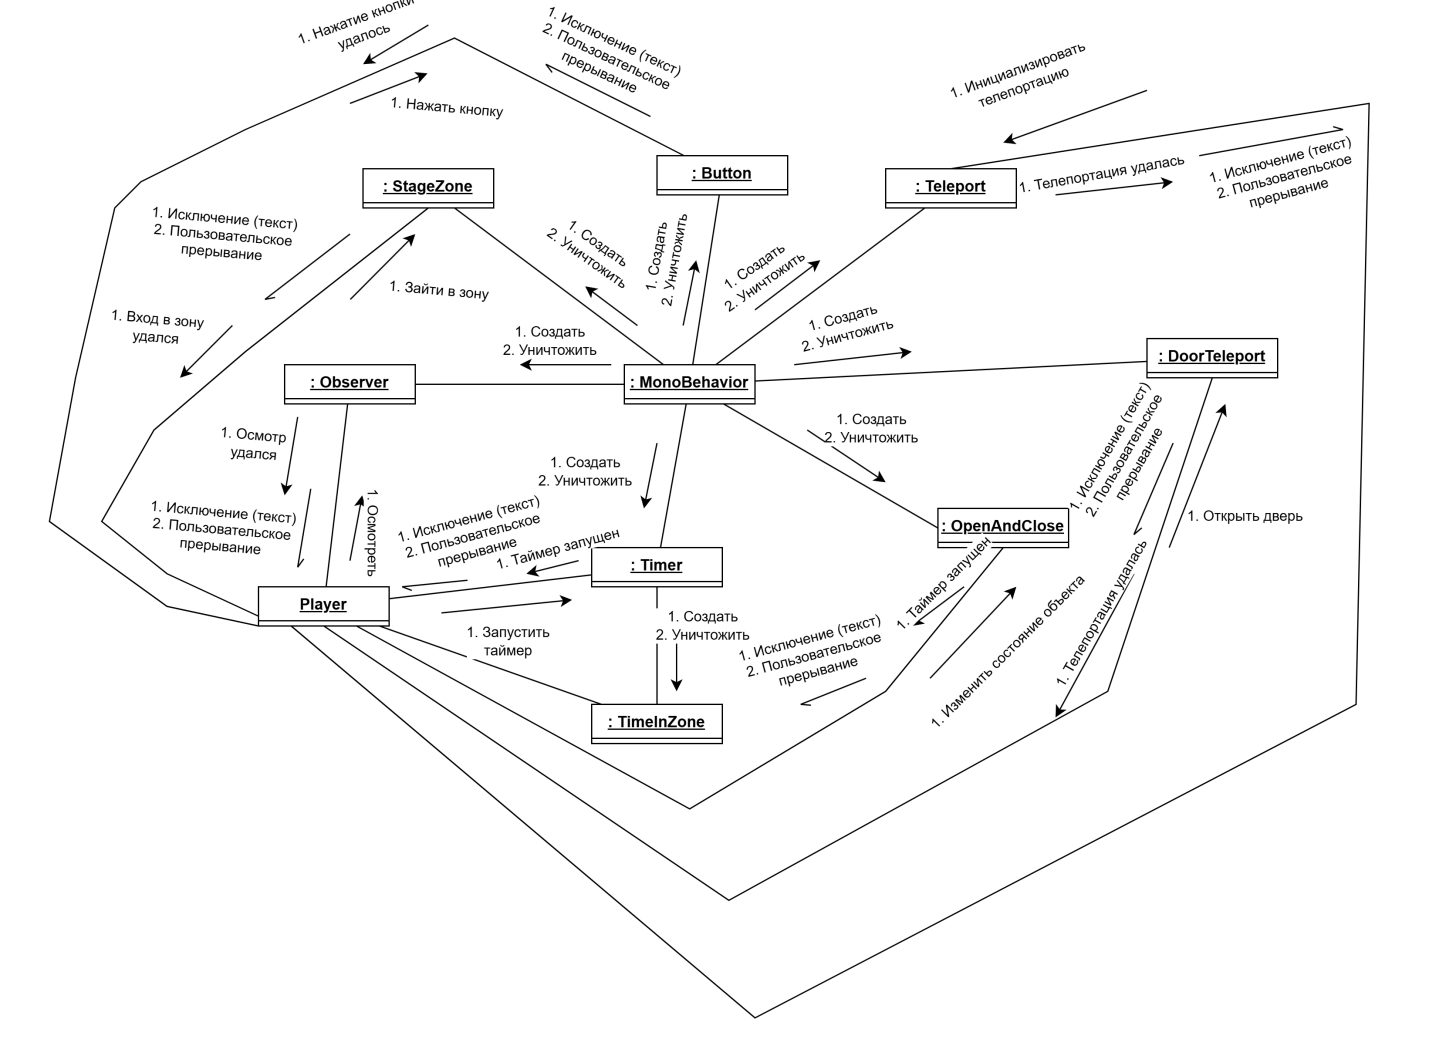 1. Нажатие кнопки
удалось
1. Исключение (текст)
2. Пользовательское
прерывание
1. Инициализировать
телепортацию
1. Нажать кнопку
: StageZone
: Button
: Teleport
1. Телепортация удалась
1. Исключение (текст)
2. Пользовательское
прерывание
1. Исключение (текст)
2. Пользовательское
прерывание
1. Создать
2. Уничтожить
1. Создать
2. Уничтожить
1. Создать
2. Уничтожить
1. Зайти в зону
1. Вход в зону
удался
1. Создать
2. Уничтожить
1. Создать
2. Уничтожить
: Observer
: MonoBehavior
: DoorTeleport
1. Осмотр
удался
1. Создать
2. Уничтожить
1. Исключение (текст)
2. Пользовательское
прерывание
1. Создать
2. Уничтожить
1. Исключение (текст)
2. Пользовательское
прерывание
1. Осмотреть
1. Исключение (текст)
2. Пользовательское
прерывание
1. Таймер запущен
: OpenAndClose
1. Открыть дверь
: Timer
1. Таймер запущен
Player
1. Запустить
таймер
1. Создать
2. Уничтожить
1. Исключение (текст)
2. Пользовательское
прерывание
1. Изменить состояние объекта
1. Телепортация удалась
: TimeInZone